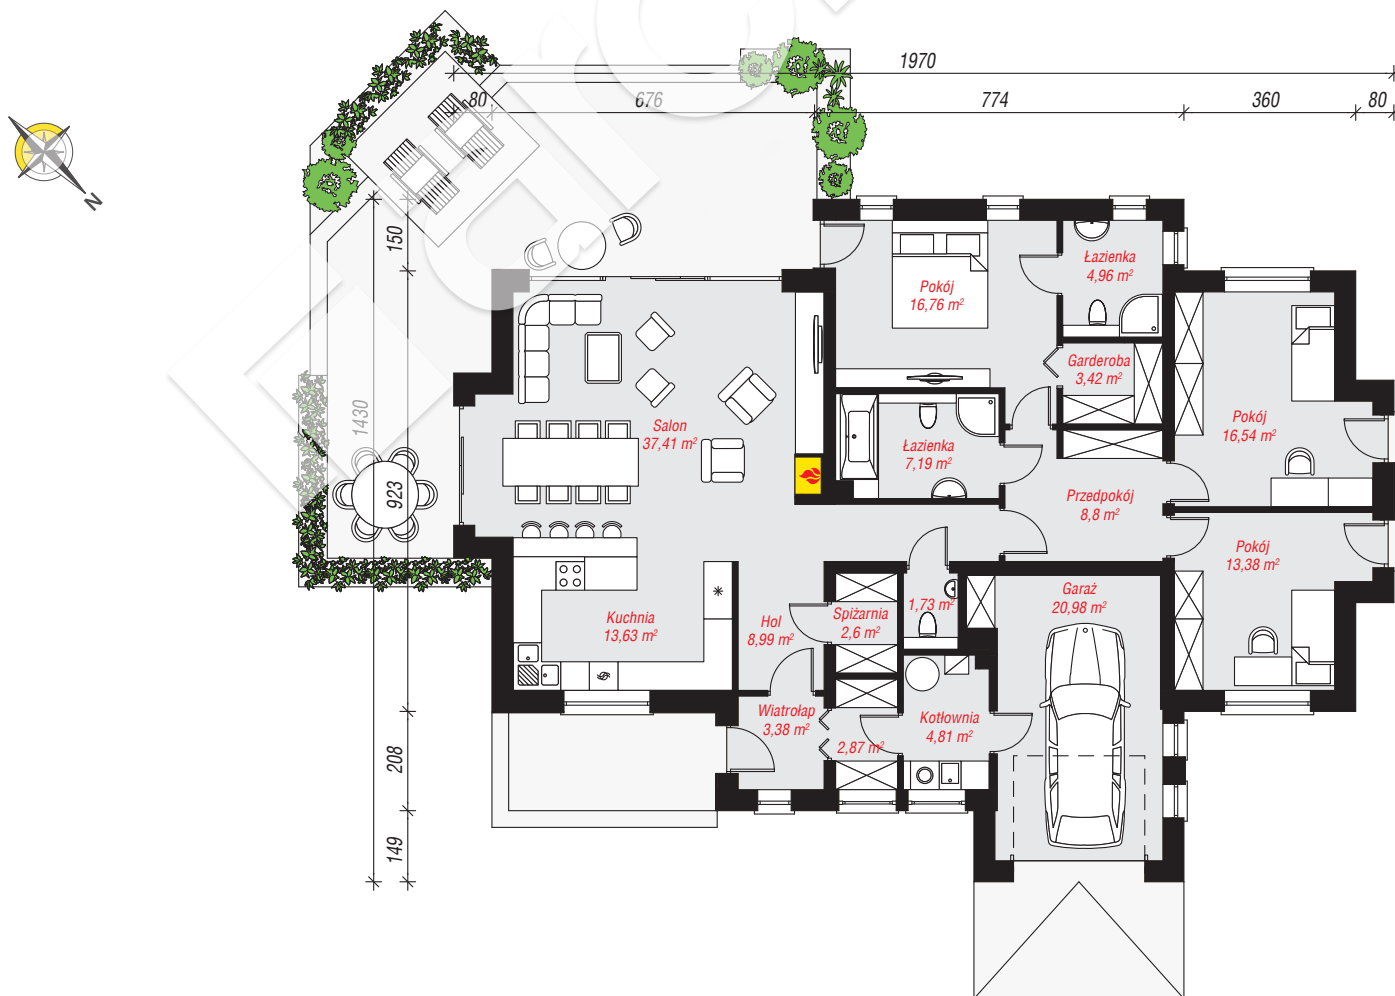 1970
80
676
774
360
80
N
150
1430
923
208
149
Pokój
16,76 m²
Łazienka
4,96 m²
Garderoba
3,42 m²
Salon
37,41 m²
Łazienka
7,19 m²
Pokój
16,54 m²
Przedpokój
8,8 m²
Pokój
13,38 m²
Kuchnia
13,63 m²
Hol
8,99 m²
Spiżarnia
2,6 m²
1,73 m²
Garaż
20,98 m²
Wiatrołap
3,38 m²
2,87 m²
Kotłownia
4,81 m²